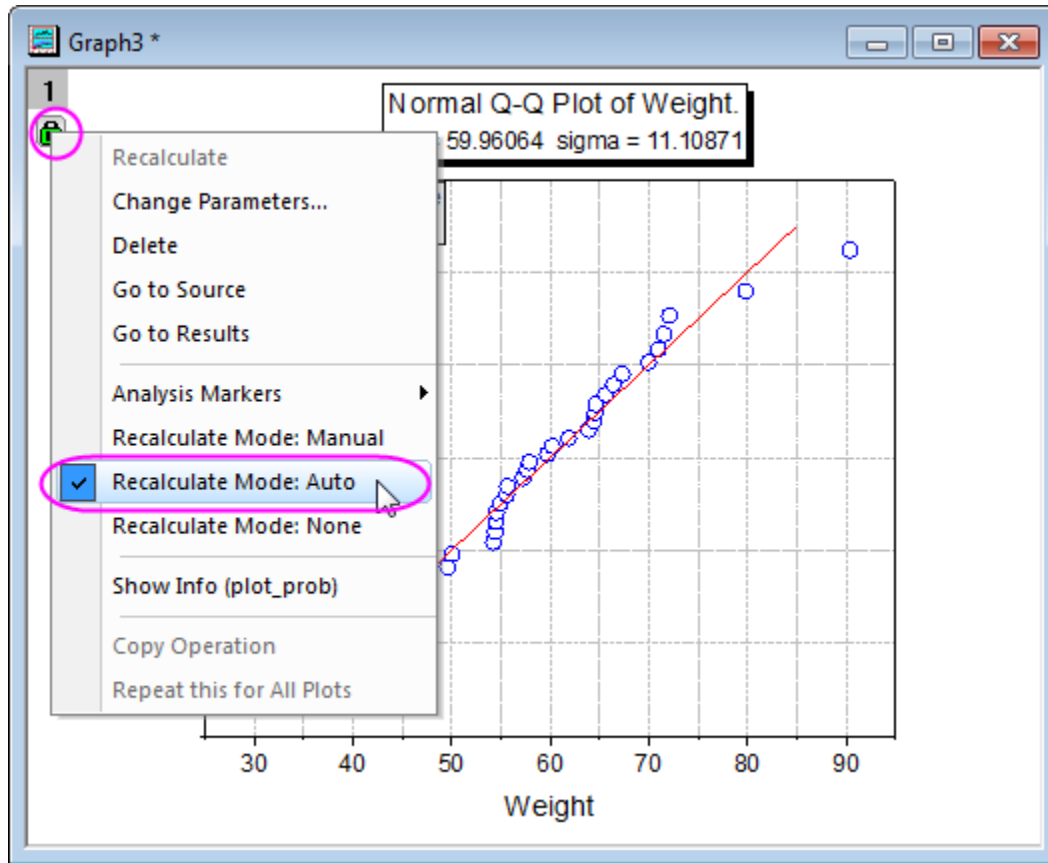 Graph3 *
1
Normal Q-Q Plot of Weight.
= 59.96064 sigma = 11.10871
Recalculate
Change Parameters...
Delete
Go to Source
Go to Results
Analysis Markers
Recalculate Mode: Manual
Recalculate Mode: Auto
Recalculate Mode: None
Show Info (plot_prob)
Copy Operation
Repeat this for All Plots
30 40 50 60 70 80 90
Weight